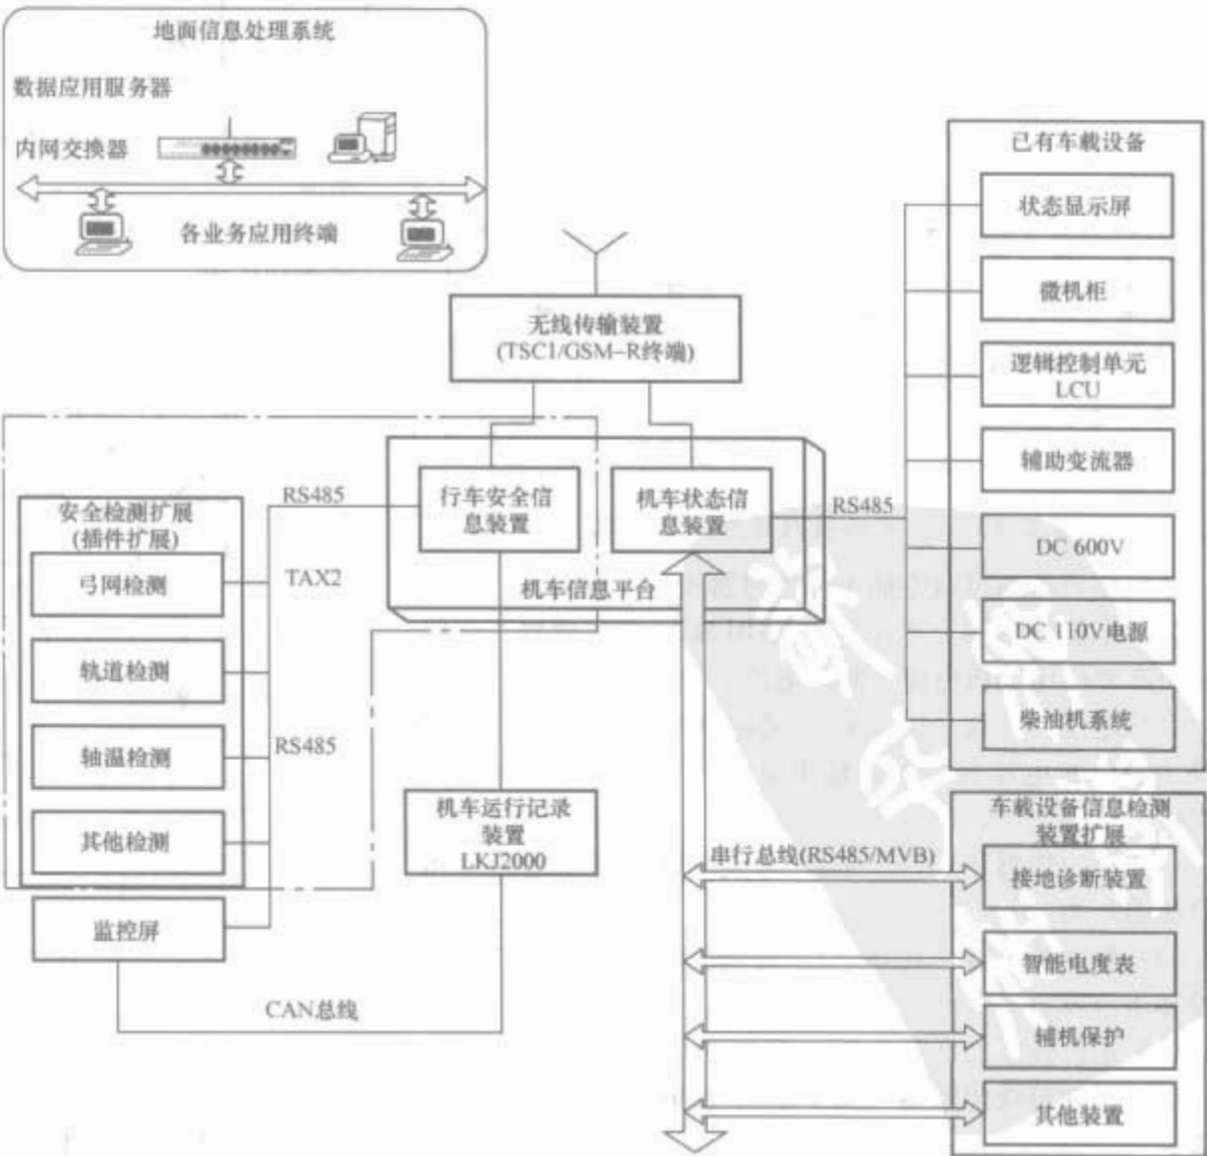 地面信息处理系统
数据应用服务器
内网交换器
各业务应用终端
无线传输装置
(TSC1/GSM-R终端)
安全检测扩展
(插件扩展)
弓网检测
轨道检测
轴温检测
其他检测
监控屏
RS485
TAX2
RS485
行车安全信
息装置
机车状态信
息装置
机车信息平台
机车运行记录
装置
LKJ2000
CAN总线
RS485
串行总线(RS485/MVB)
已有车载设备
状态显示屏
微机柜
逻辑控制单元
LCU
辅助变流器
DC 600V
DC 110V电源
柴油机系统
车载设备信息检测
装置扩展
接地诊断装置
智能电度表
辅机保护
其他装置